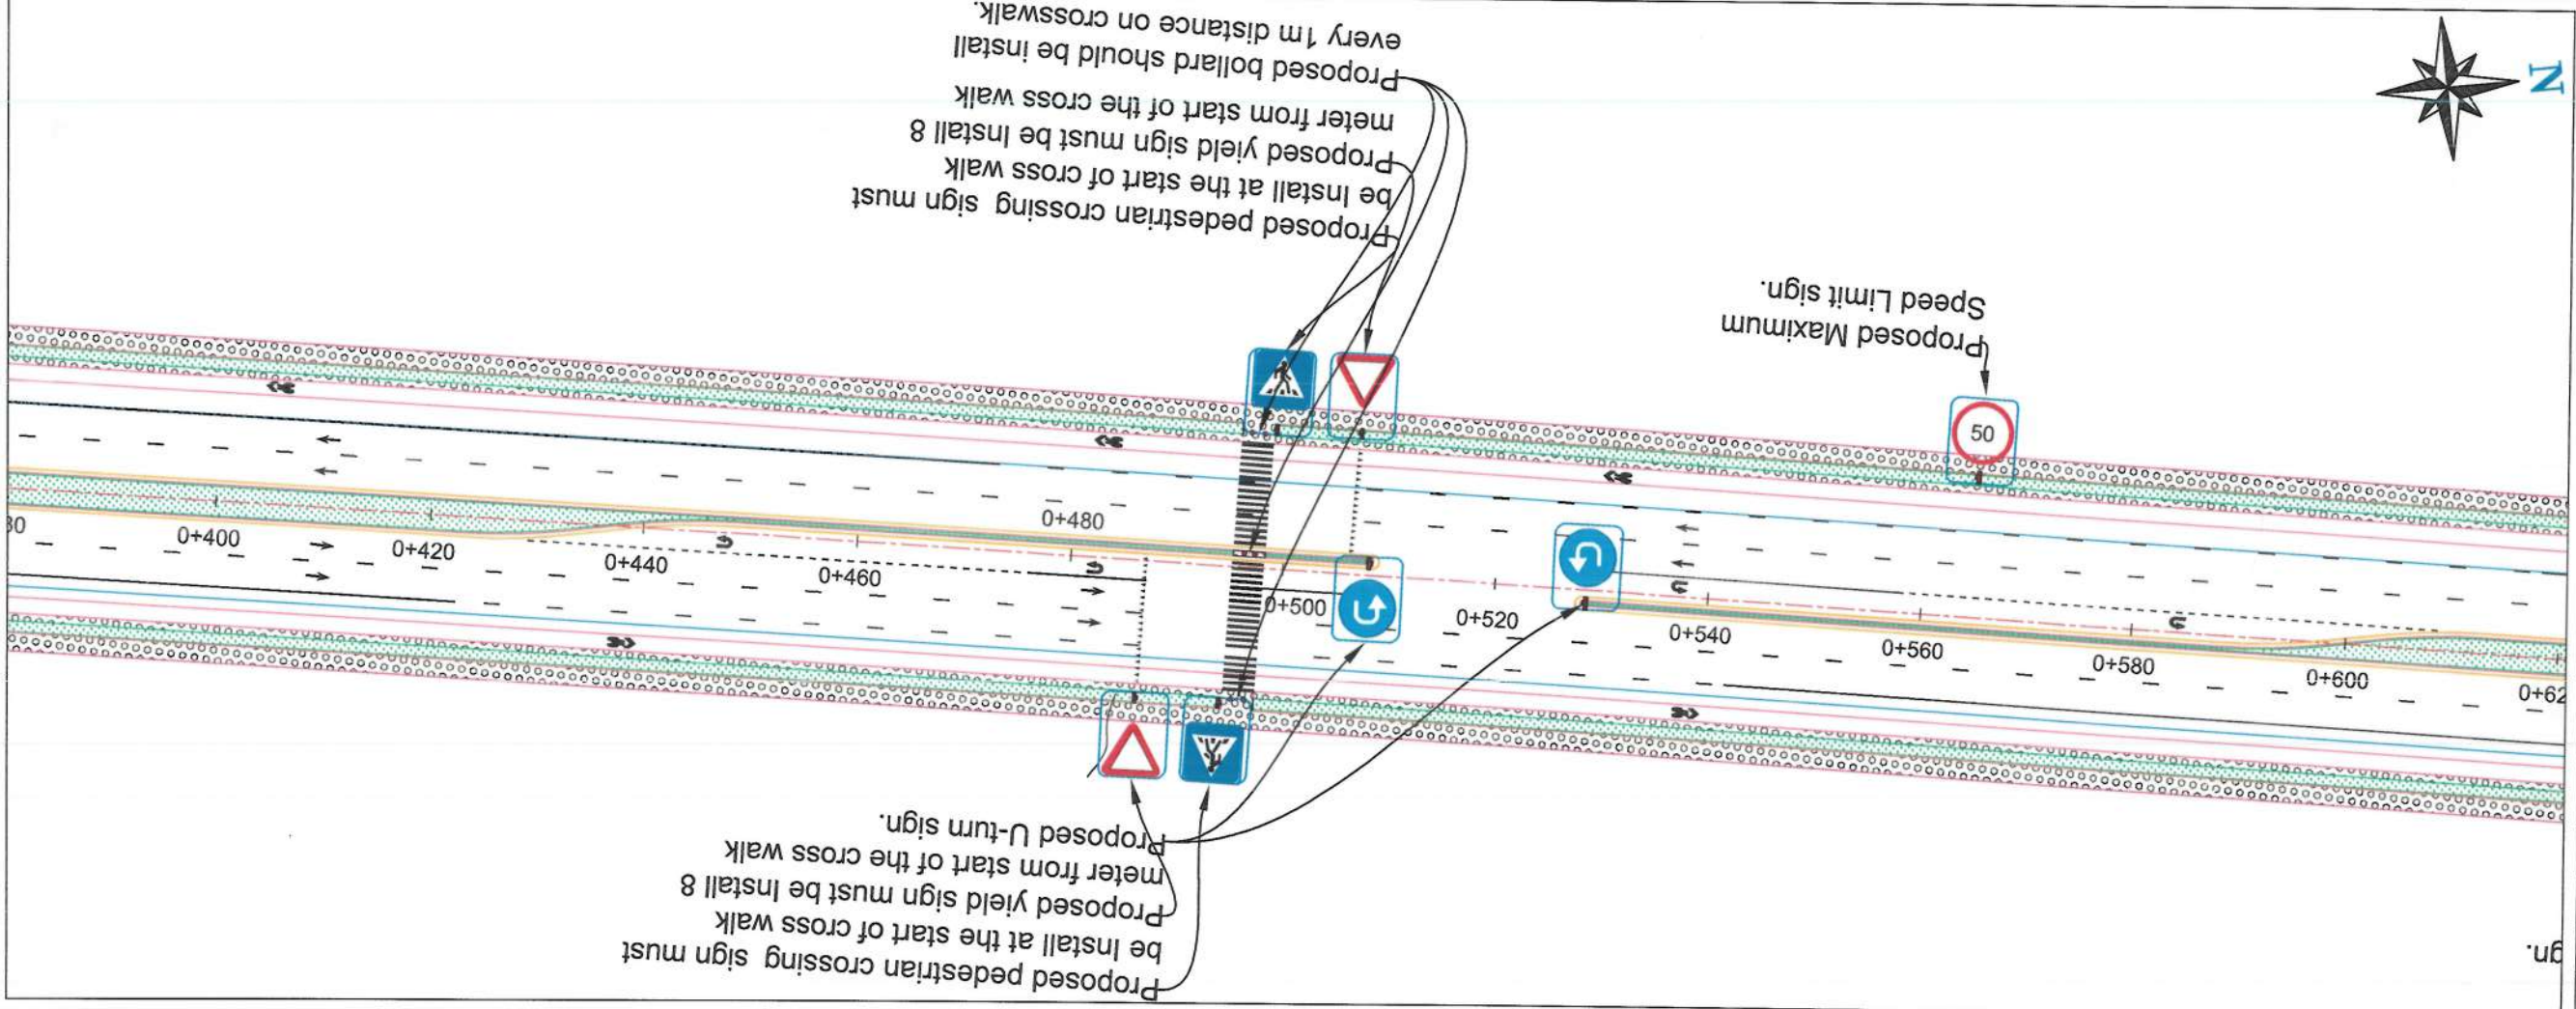 Proposed bollard should be install
every 1m distance on crosswalk.
Proposed yield sign must be Install 8
meter from start of the cross walk
Proposed pedestrian crossing sign must
be Install at the start of cross walk
Proposed Maximum
Speed Limit sign.
N
50
80
0+400
0+420
0+440
0+460
0+480
0+500
0+520
0+540
0+560
0+580
0+600
0+62
Proposed pedestrian crossing sign must
be Install at the start of cross walk
Proposed yield sign must be Install 8
meter from start of the cross walk
Proposed U-turn sign.
gn.